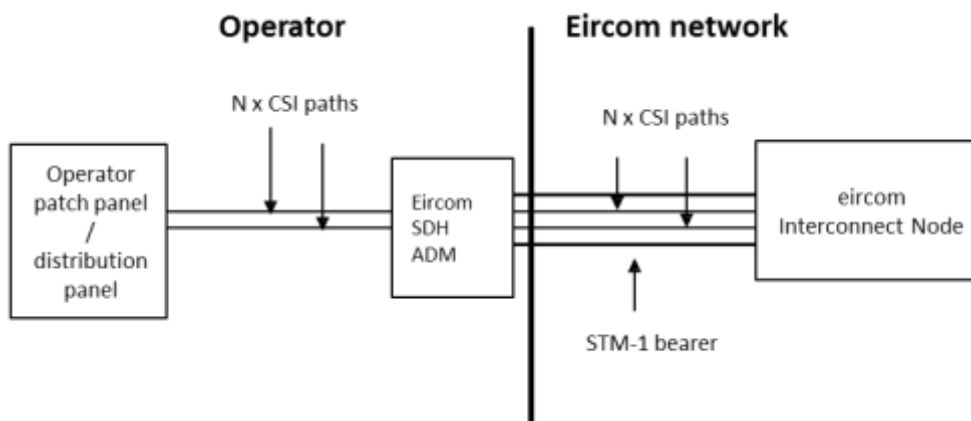 Operator
Eircom network
N x CSI paths
N x CSI paths
Operator
patch panel
/
distribution
panel
Eircom
SDH
ADM
eircom
Interconnect Node
STM-1 bearer